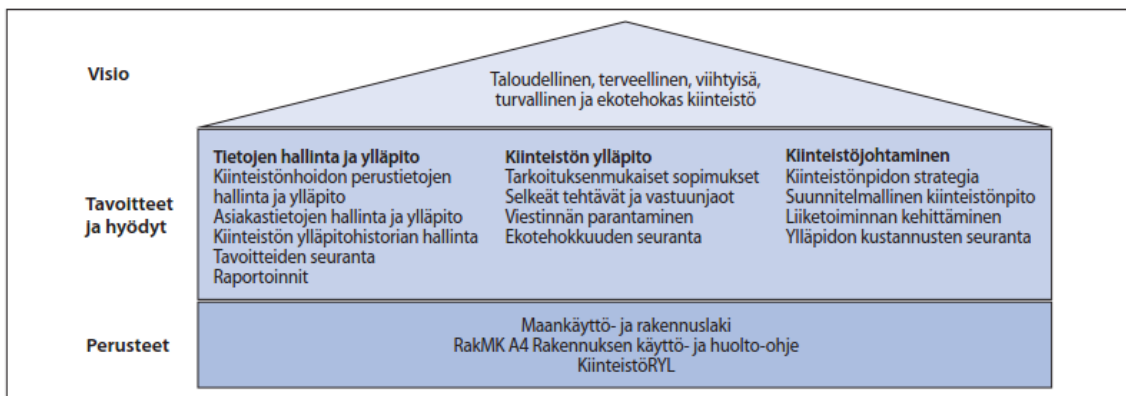 Visio
Taloudellinen, terveellinen, viihtyisä,
turvallinen ja ekotehokas kiinteistö
Tavoitteet
ja hyödyt
Tietojen hallinta ja ylläpito
Kiinteistönhoidon perustietojen
hallinta ja ylläpito
Asiakastietojen hallinta ja ylläpito
Kiinteistön ylläpitohistorian hallinta
Tavoitteiden seuranta
Raportoinnit
Kiinteistön ylläpito
Tarkoituksenmukaiset sopimukset
Selkeät tehtävät ja vastuunjaot
Viestinnän parantaminen
Ekotehokkuuden seuranta
Kiinteistöjohtaminen
Kiinteistönpidon strategia
Suunnitelmallinen kiinteistönpito
Liiketoiminnan kehittäminen
Ylläpidon kustannusten seuranta
Perusteet
Maankäyttö- ja rakennuslaki
RakMK A4 Rakennuksen käyttö- ja huolto-ohje
KiinteistöRYL